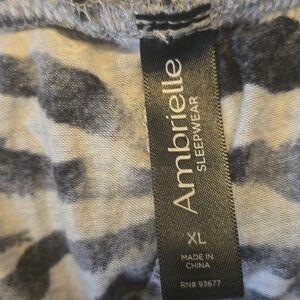 Ambrielle
SLEEPWEAR
XL
MADE IN
CHINA
RN# 93677